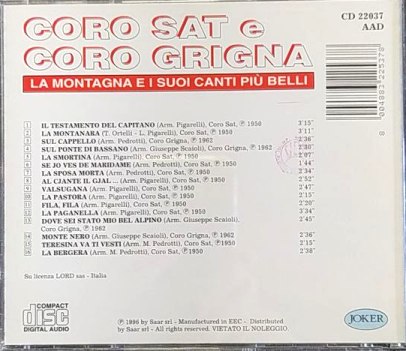 CORO SAT e
CORO GRIGNA
CD 22037
AAD
LA MONTAGNA E I SUOI CANTI PIÙ BELLI
1 IL TESTAMENTO DEL CAPITANO (Arm. Pigarelli), Coro Sat, ℗ 1950 3'15"
2 LA MONTANARA (T. Ortelli - L. Pigarelli), Coro Sat, ℗ 1950 3'11"
3 SUL CAPPELLO (Arm. Pedrotti), Coro Grigna, ℗ 1962 2'36"
4 SUL PONTE DI BASSANO (Arm. Giuseppe Scaioli), Coro Grigna, ℗ 1962
5 LA SMORTINA (Arm. Pigarelli), Coro Sat, ℗ 1950
6 SE JO VES DE MARIDAME (Arm. Pedrotti), Coro Sat, ℗ 1950 1'44"
7 LA SPOSA MORTA (Arm. Pedrotti), Coro Sat, ℗ 1950 2'34"
8 AL CJANTE IL GJAL ... (Arm. Pigarelli), Coro Sat, ℗ 1950 2'52"
9 VALSUGANA (Arm. Pedrotti), Coro Sat, ℗ 1950 2'47"
10 LA PASTORA (Arm. Pigarelli), Coro Sat, ℗ 1950 2'15"
11 FILA, FILA (Arm. Pigarelli), Coro Sat, ℗ 1950 2'20"
12 LA PAGANELLA (Arm. Pigarelli), Coro Sat, ℗ 1950 3'34"
13 DOVE SEI STATO MIO BEL ALPINO (Arm. Giuseppe Scaioli), 2'45"
Coro Grigna, ℗ 1962
14 MONTE NERO (Arm. Giuseppe Scaioli), Coro Grigna, ℗ 1962 2'36"
15 TERESINA VA TI VESTI (Arm. M. Pedrotti), Coro Sat, ℗ 1950 2'15"
16 LA BERGERA (Arm. M. Pedrotti), Coro Sat, ℗ 1950 2'38"
Su licenza LORD sas - Italia
COMPACT
disc
DIGITAL AUDIO
℗ 1996 by Saar srl - Manufactured in EEC - Distributed
by Saar srl - All rights reserved. VIETATO IL NOLEGGIO.
JOKER